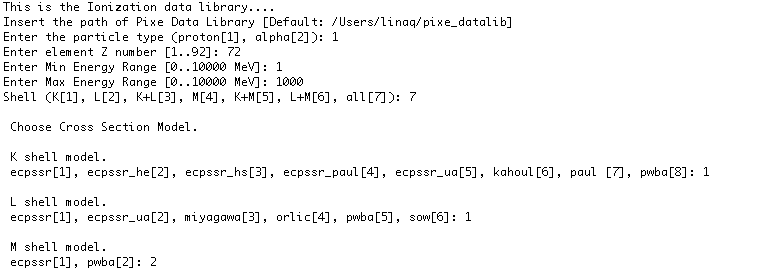 This is the Ionization data library....
Insert the path of Pixe Data Library [Default: /Users/linaq/pixe_datalib]
Enter the particle type (proton[1], alpha[2]): 1
Enter element Z number [1..92]: 72
Enter Min Energy Range [0..10000 MeV]: 1
Enter Max Energy Range [0..10000 MeV]: 1000
Shell (K[1], L[2], K+L[3], M[4], K+M[5], L+M[6], all[7]): 7
Choose Cross Section Model.
K shell model.
ecpssr[1], ecpssr_he[2], ecpssr_hs[3], ecpssr_paul[4], ecpssr_ua[5], kahoul[6], paul [7], pwba[8]: 1
L shell model.
ecpssr[1], ecpssr_ua[2], miyagawa[3], orlic[4], pwba[5], sow[6]: 1
M shell model.
ecpssr[1], pwba[2]: 2